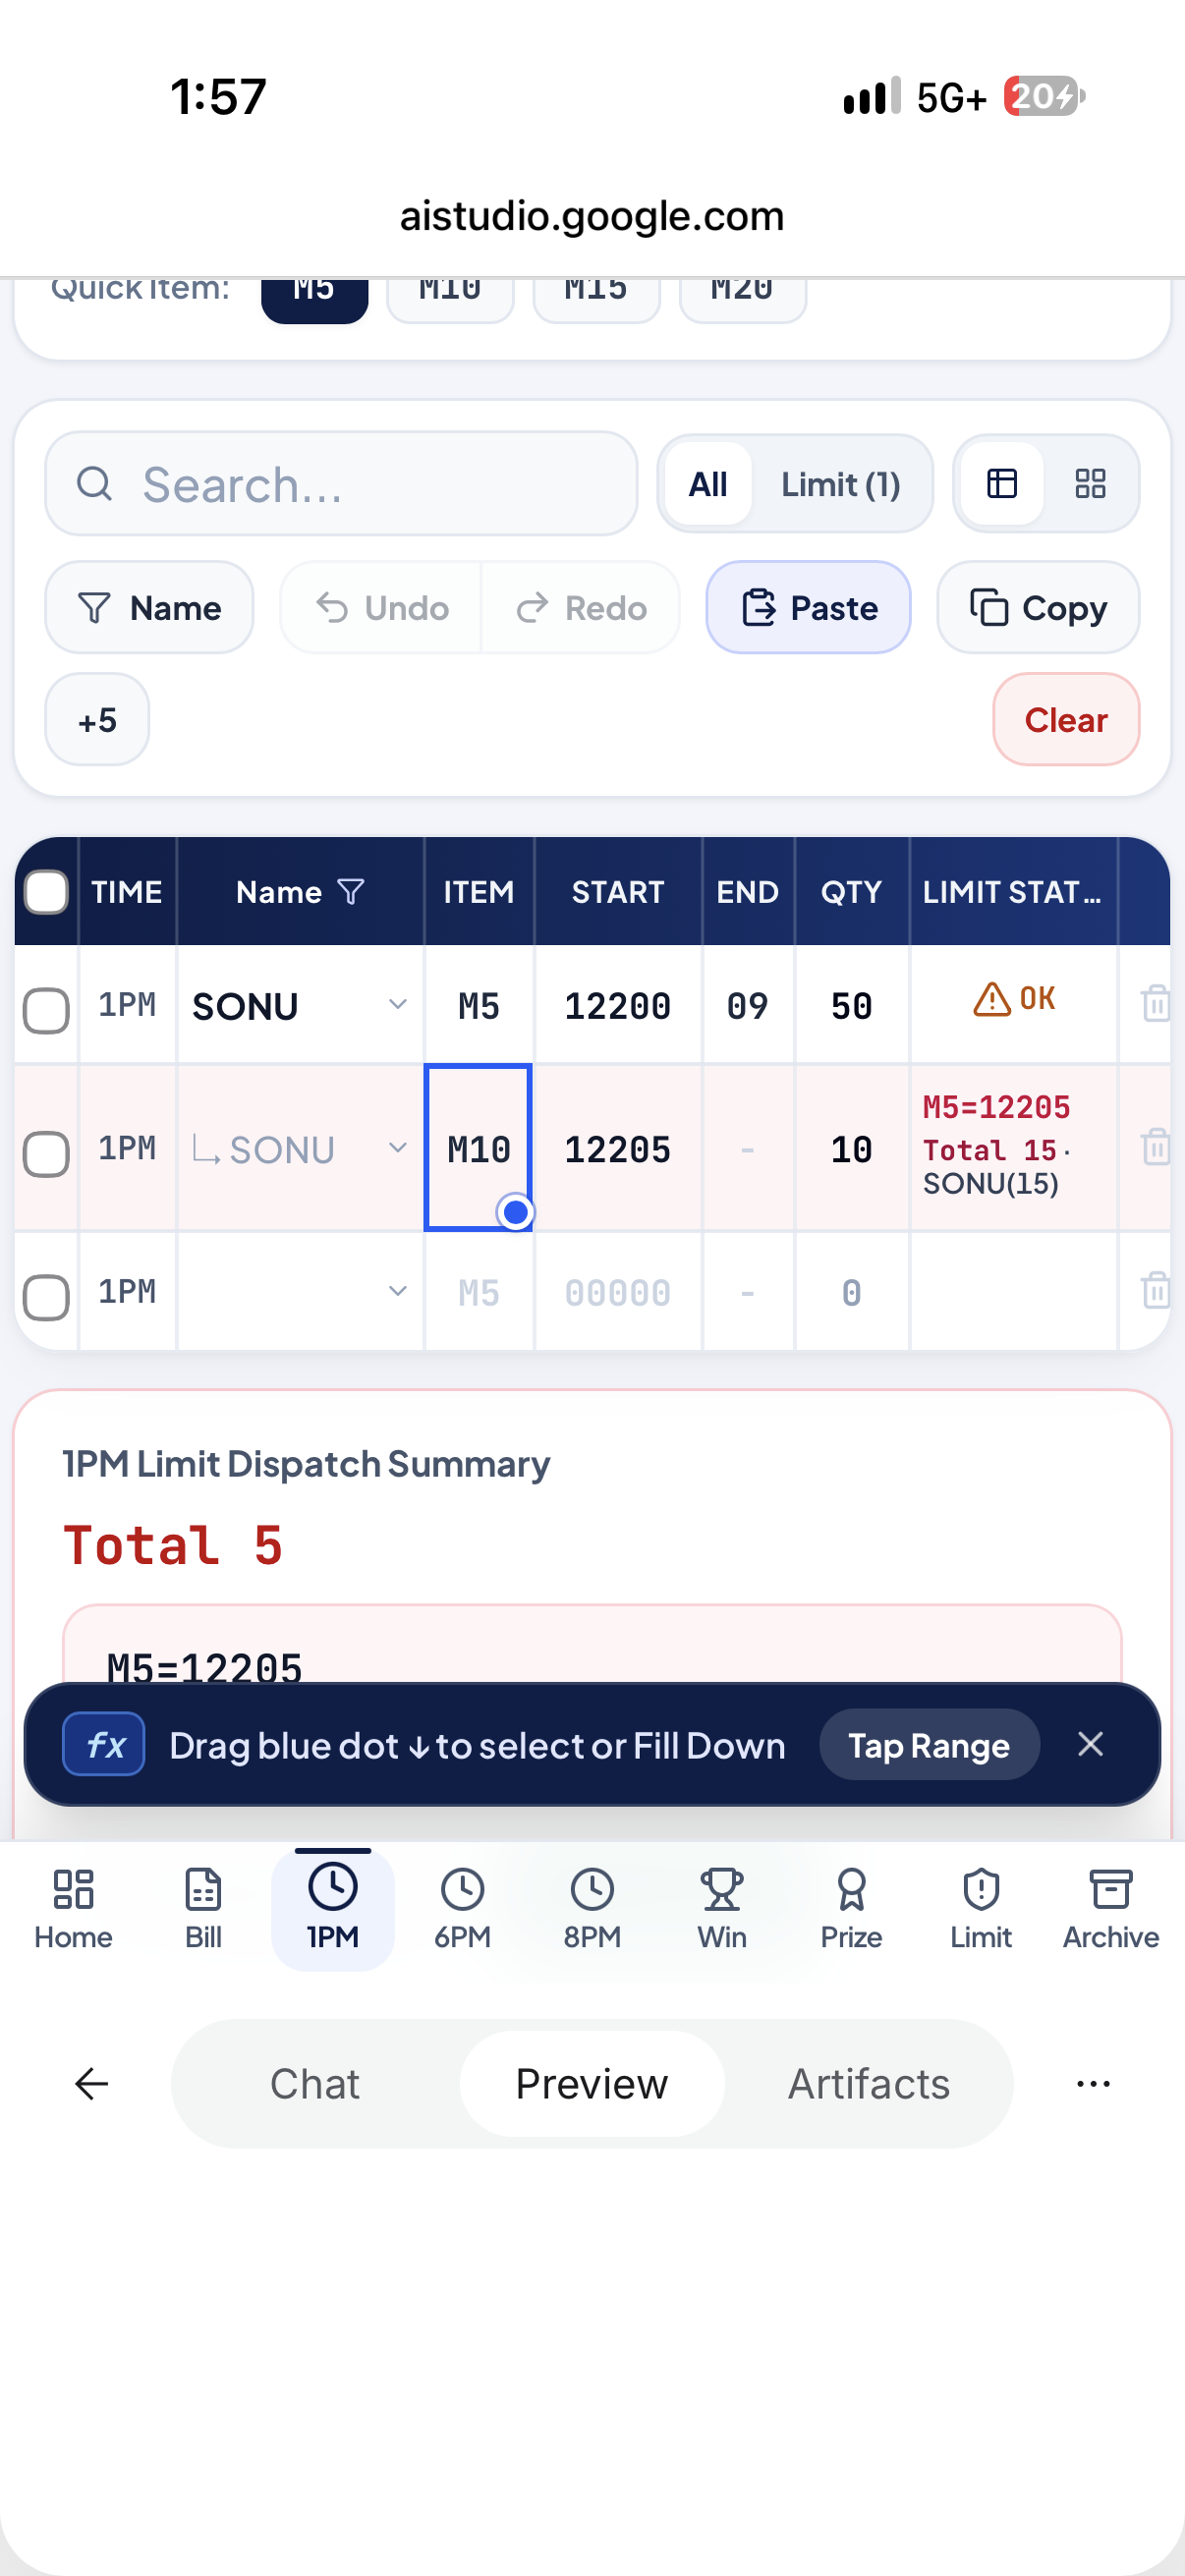 1:57 5G+ 20
aistudio.google.com
Quick Item: M5 M10 M15 M20
Search... All Limit (1)
Name Undo Redo Paste Copy
+5 Clear
TIME Name ITEM START END QTY LIMIT STAT...
1PM SONU M5 12200 09 50 OK
1PM SONU M10 12205 - 10 M5=12205
Total 15 ·
SONU(15)
1PM M5 00000 - 0
1PM Limit Dispatch Summary
Total 5
M5=12205
fx Drag blue dot ↓ to select or Fill Down Tap Range
Home Bill 1PM 6PM 8PM Win Prize Limit Archive
Chat Preview Artifacts